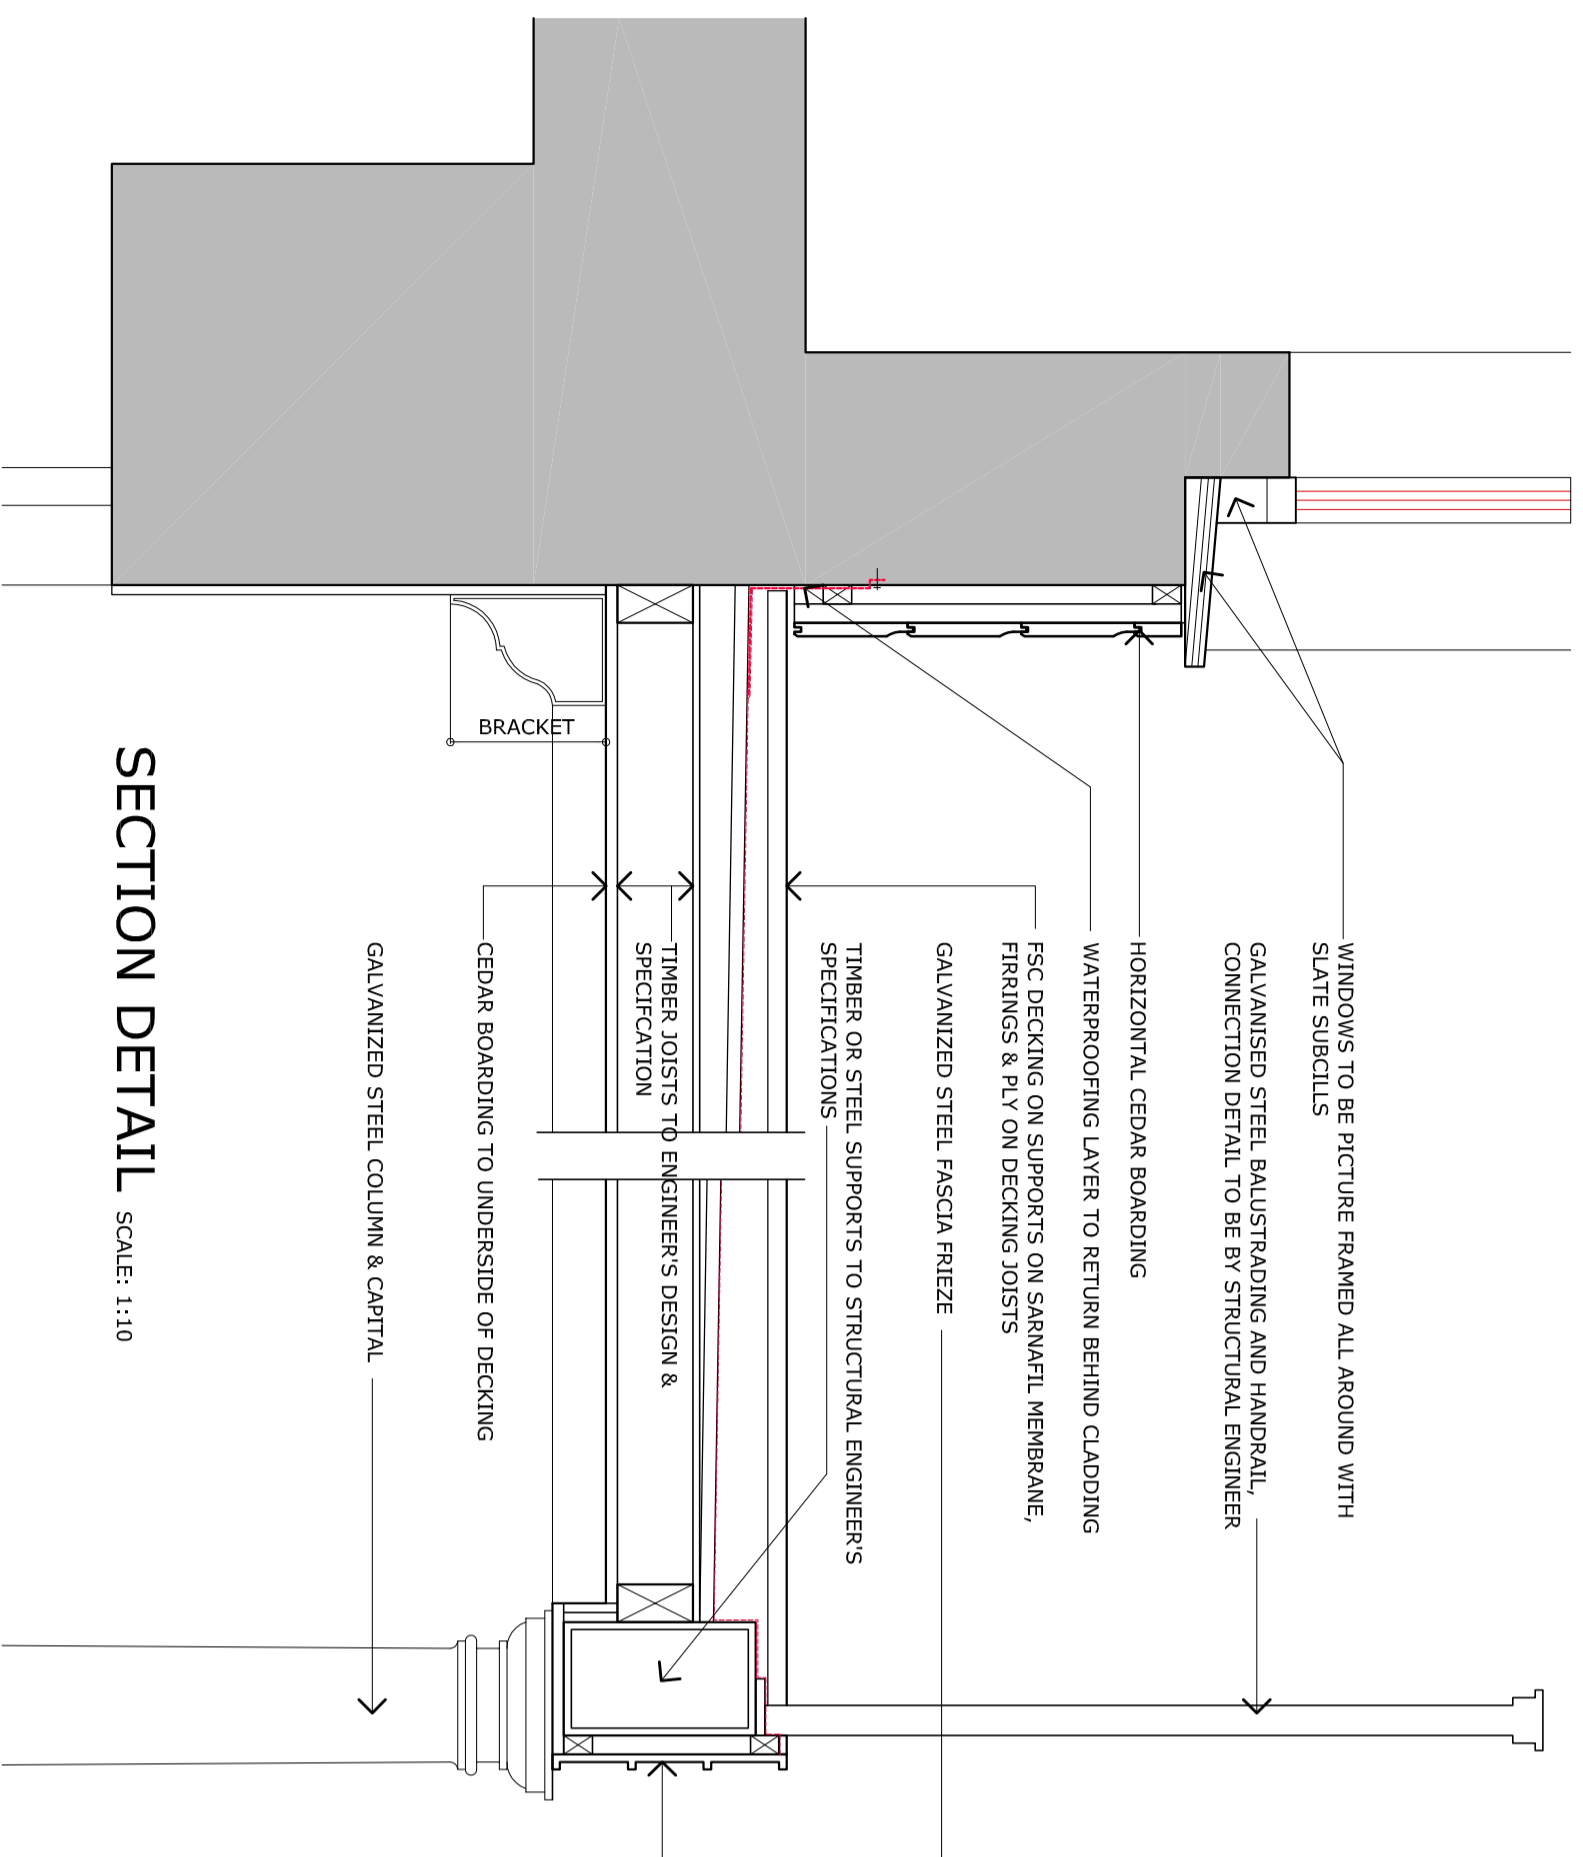 WINDOWS TO BE PICTURE FRAMED ALL AROUND WITH
SLATE SUBCILLS
GALVANISED STEEL BALUSTRADING AND HANDRAIL,
CONNECTION DETAIL TO BE BY STRUCTURAL ENGINEER
HORIZONTAL CEDAR BOARDING
WATERPROOFING LAYER TO RETURN BEHIND CLADDING
FSC DECKING ON SUPPORTS ON SARNAFIL MEMBRANE,
FIRRINGS & PLY ON DECKING JOISTS
GALVANIZED STEEL FASCIA FRIEZE
TIMBER OR STEEL SUPPORTS TO STRUCTURAL ENGINEER'S
SPECIFICATIONS
TIMBER JOISTS TO ENGINEER'S DESIGN &
SPECIFCATION
BRACKET
CEDAR BOARDING TO UNDERSIDE OF DECKING
GALVANIZED STEEL COLUMN & CAPITAL
SECTION DETAIL SCALE: 1:10